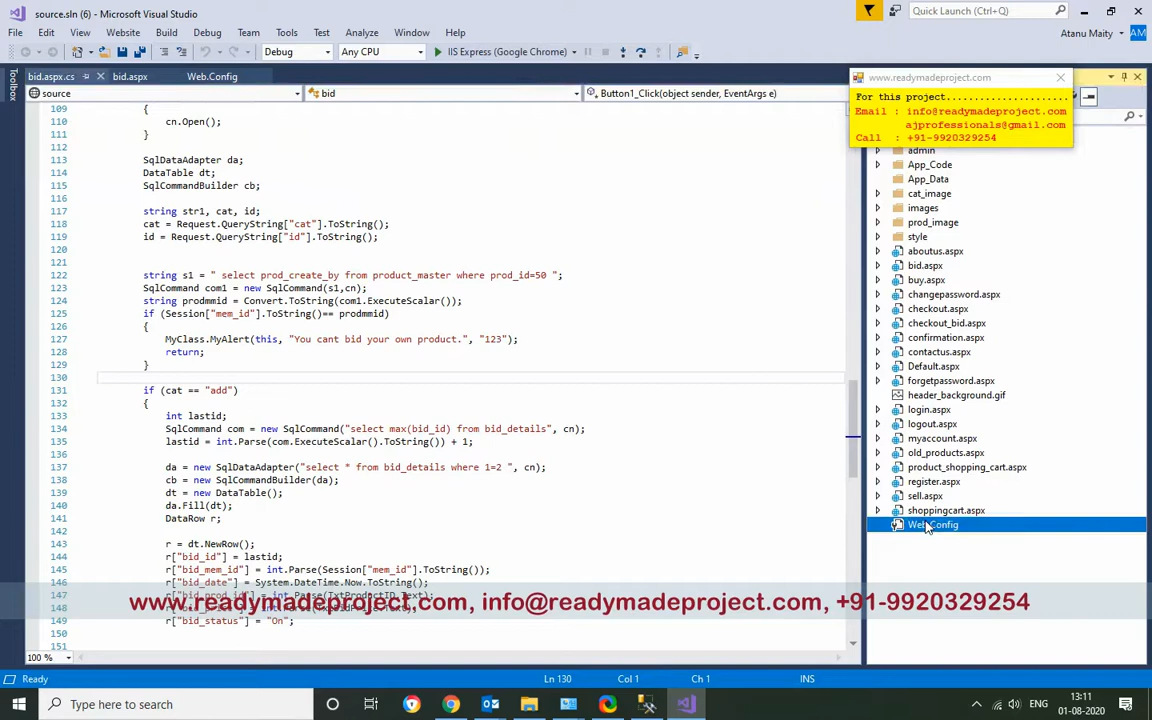 source.sln (4) - Microsoft Visual Studio
Quick Launch (Ctrl+Q)
File Edit View Website Build Debug Team Tools Test Analyze Window Help
Atanu Maity AM
Debug Any CPU IIS Express (Google Chrome)
Toolbox
bid.aspx.cs bid.aspx Web.Config
source bid Button1_Click(object sender, EventArgs e)
www.readymadeproject.com
For this project......................
Email : info@readymadeproject.com
ajprofessionals@gmail.com
Call : +91-9920329254
109 {
110 cn.Open();
111 }
112
113 SqlDataAdapter da;
114 DataTable dt;
115 SqlCommandBuilder cb;
116
117 string str1, cat, id;
118 cat = Request.QueryString["cat"].ToString();
119 id = Request.QueryString["id"].ToString();
120
121
122 string s1 = " select prod_create_by from product_master where prod_id=50 ";
123 SqlCommand com1 = new SqlCommand(s1,cn);
124 string prodmmid = Convert.ToString(com1.ExecuteScalar());
125 if (Session["mem_id"].ToString()== prodmmid)
126 {
127 MyClass.MyAlert(this, "You cant bid your own product.", "123");
128 return;
129 }
130
131 if (cat == "add")
132 {
133 int lastid;
134 SqlCommand com = new SqlCommand("select max(bid_id) from bid_details", cn);
135 lastid = int.Parse(com.ExecuteScalar().ToString()) + 1;
136
137 da = new SqlDataAdapter("select * from bid_details where 1=2 ", cn);
138 cb = new SqlCommandBuilder(da);
139 dt = new DataTable();
140 da.Fill(dt);
141 DataRow r;
142
143 r = dt.NewRow();
144 r["bid_id"] = lastid;
145 r["bid_mem_id"] = int.Parse(Session["mem_id"].ToString());
146 r["bid_date"] = System.DateTime.Now.ToString();
147
148
149 r["bid_status"] = "On";
150
151
admin
App_Code
App_Data
cat_image
images
prod_image
style
aboutus.aspx
bid.aspx
buy.aspx
changepassword.aspx
checkout.aspx
checkout_bid.aspx
confirmation.aspx
contactus.aspx
Default.aspx
forgetpassword.aspx
header_background.gif
login.aspx
logout.aspx
myaccount.aspx
old_products.aspx
product_shopping_cart.aspx
register.aspx
sell.aspx
shoppingcart.aspx
Web.Config
www.readymadeproject.com, info@readymadeproject.com, +91-9920329254
100 %
Ready Ln 130 Col 1 Ch 1 INS
Type here to search
13:11
01-08-2020